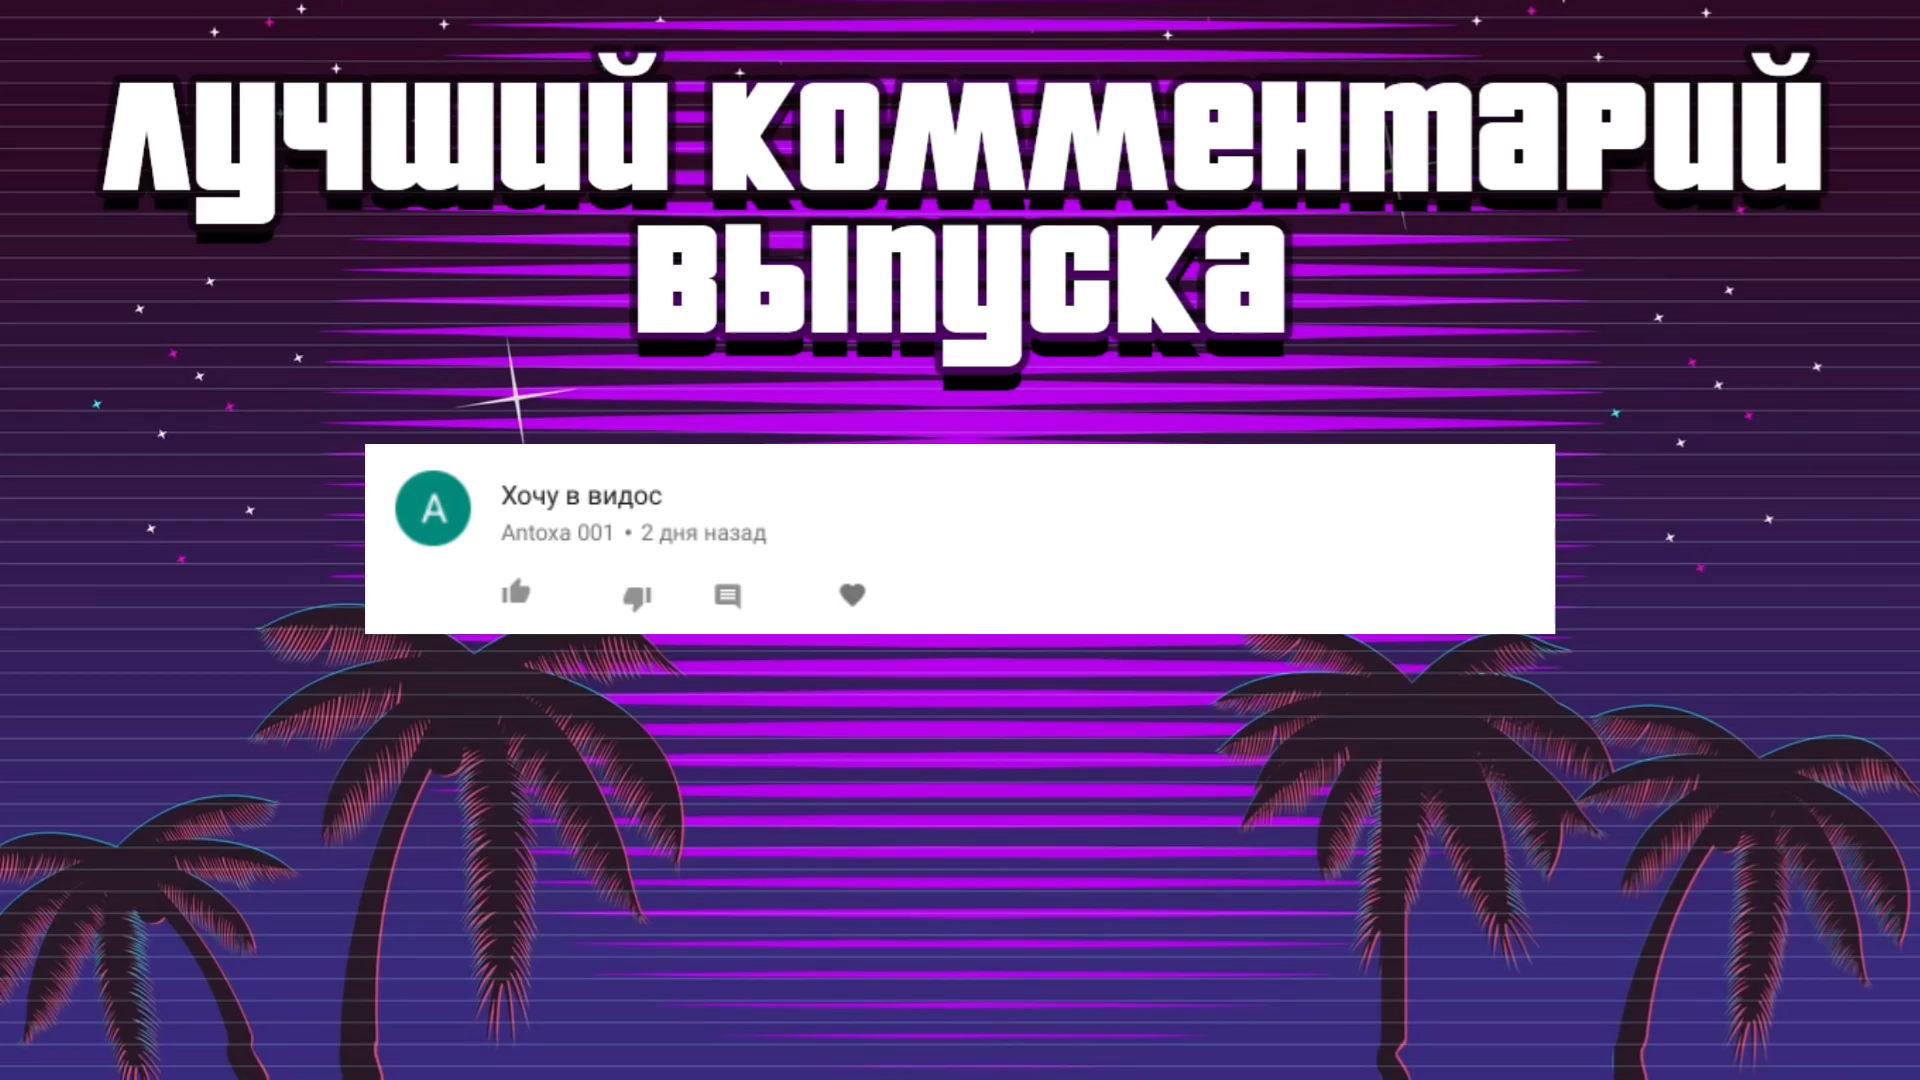 лучший комментарий
выпуска
А
Хочу в видос
Antoxa 001 • 2 дня назад